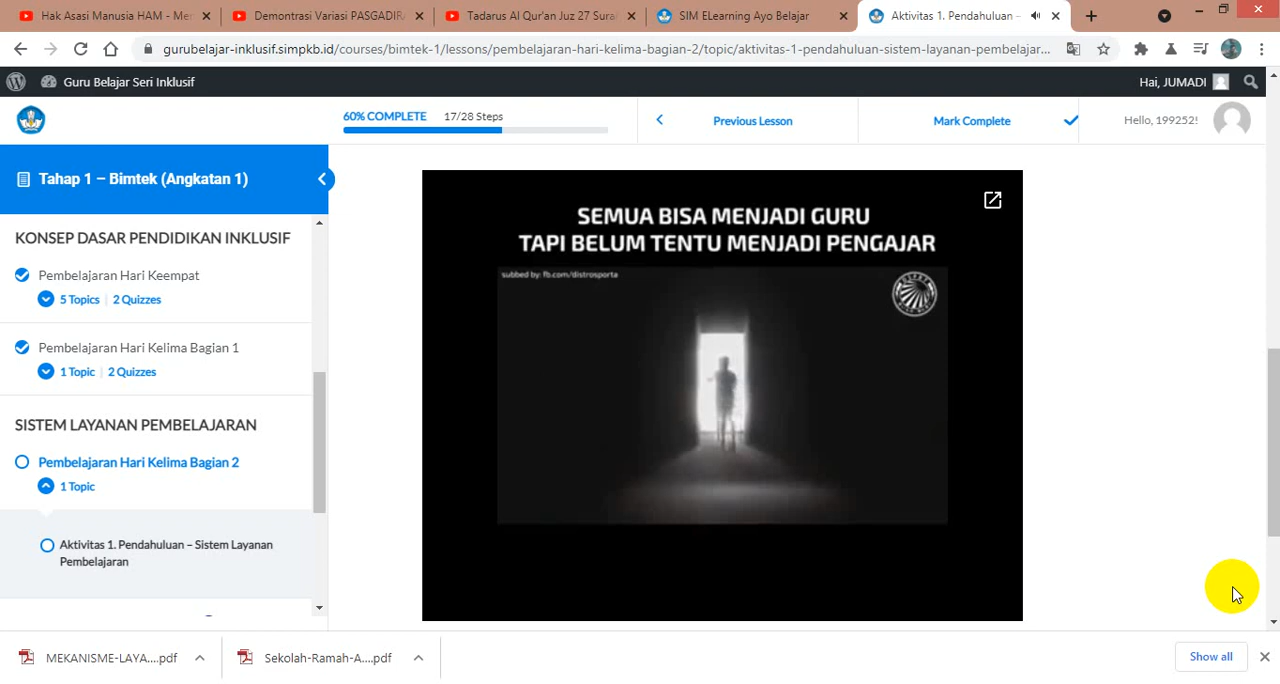 Hak Asasi Manusia HAM - Me
Demontrasi Variasi PASGADIR
Tadarus Al Qur'an Juz 27 Sura
SIM ELearning Ayo Belajar
Aktivitas 1. Pendahuluan –
gurubelajar-inklusif.simpkb.id/courses/bimtek-1/lessons/pembelajaran-hari-kelima-bagian-2/topic/aktivitas-1-pendahuluan-sistem-layanan-pembelajar...
Guru Belajar Seri Inklusif
Hai, JUMADI
60% COMPLETE 17/28 Steps
Previous Lesson
Mark Complete
Hello, 199252!
Tahap 1 – Bimtek (Angkatan 1)
KONSEP DASAR PENDIDIKAN INKLUSIF
Pembelajaran Hari Keempat
5 Topics | 2 Quizzes
Pembelajaran Hari Kelima Bagian 1
1 Topic | 2 Quizzes
SISTEM LAYANAN PEMBELAJARAN
Pembelajaran Hari Kelima Bagian 2
1 Topic
Aktivitas 1. Pendahuluan – Sistem Layanan
Pembelajaran
SEMUA BISA MENJADI GURU
TAPI BELUM TENTU MENJADI PENGAJAR
subbed by: fb.com/distrosporta
MEKANISME-LAYA....pdf
Sekolah-Ramah-A....pdf
Show all